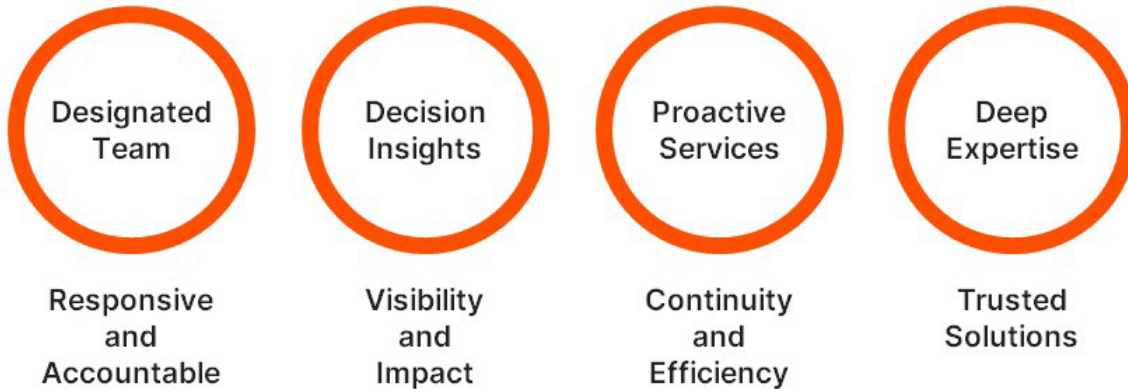 Designated
Team
Responsive
and
Accountable
Decision
Insights
Visibility
and
Impact
Proactive
Services
Continuity
and
Efficiency
Deep
Expertise
Trusted
Solutions